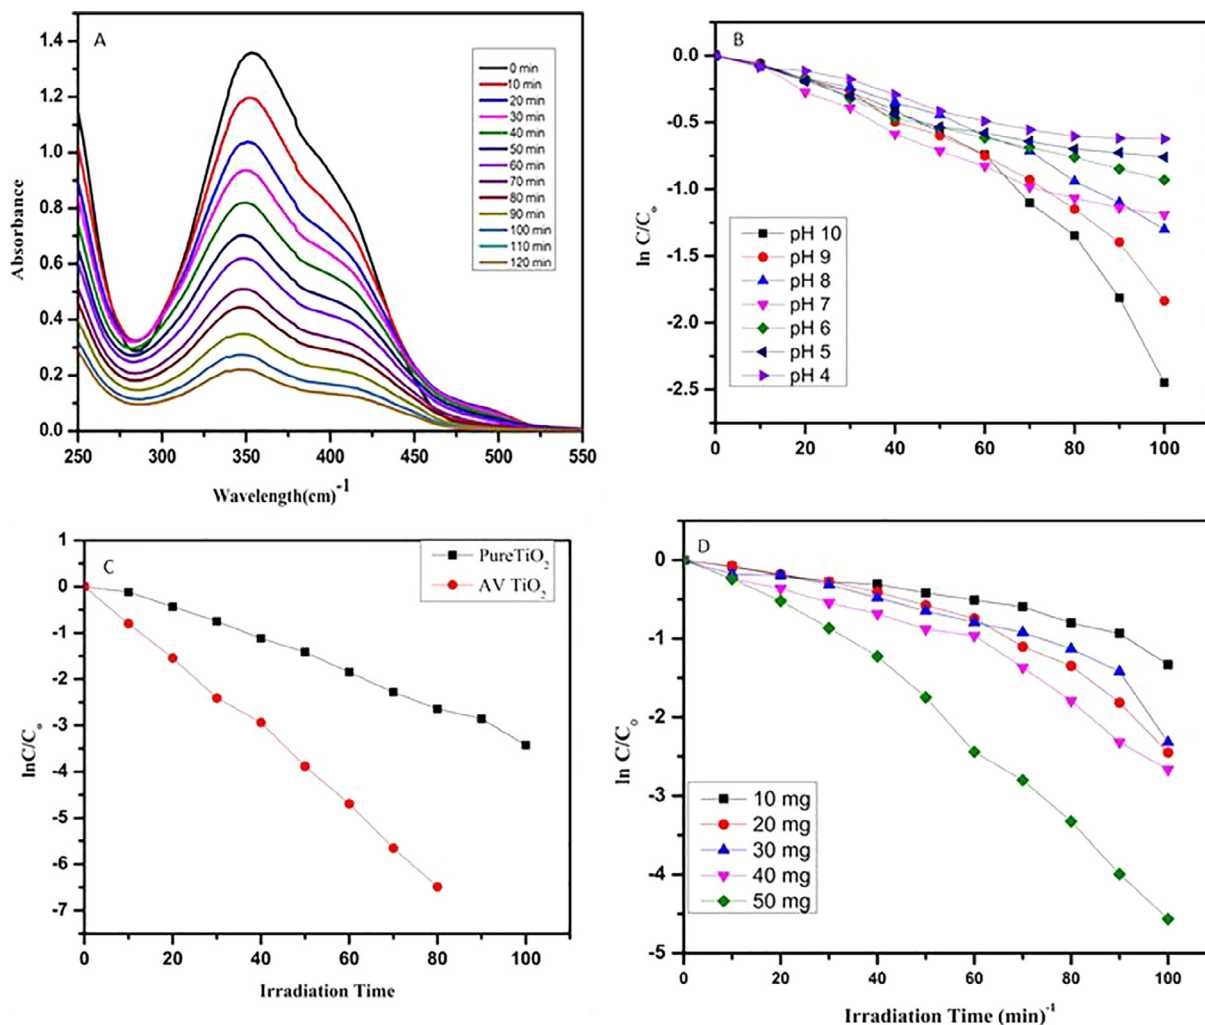 A
1.4
1.2
1.0
0.8
0.6
0.4
0.2
0.0
Absorbance
250 300 350 400 450 500 550
Wavelength(cm)-1
0 min
10 min
20 min
30 min
40 min
50 min
60 min
70 min
80 min
90 min
100 min
110 min
120 min
B
0.0
-0.5
-1.0
-1.5
-2.0
-2.5
ln C/Co
0 20 40 60 80 100
pH 10
pH 9
pH 8
pH 7
pH 6
pH 5
pH 4
C
1
0
-1
-2
-3
-4
-5
-6
-7
lnC/Co
0 20 40 60 80 100
Irradiation Time
PureTiO2
AV TiO2
D
0
-1
-2
-3
-4
-5
ln C/Co
0 20 40 60 80 100
Irradiation Time (min)-1
10 mg
20 mg
30 mg
40 mg
50 mg